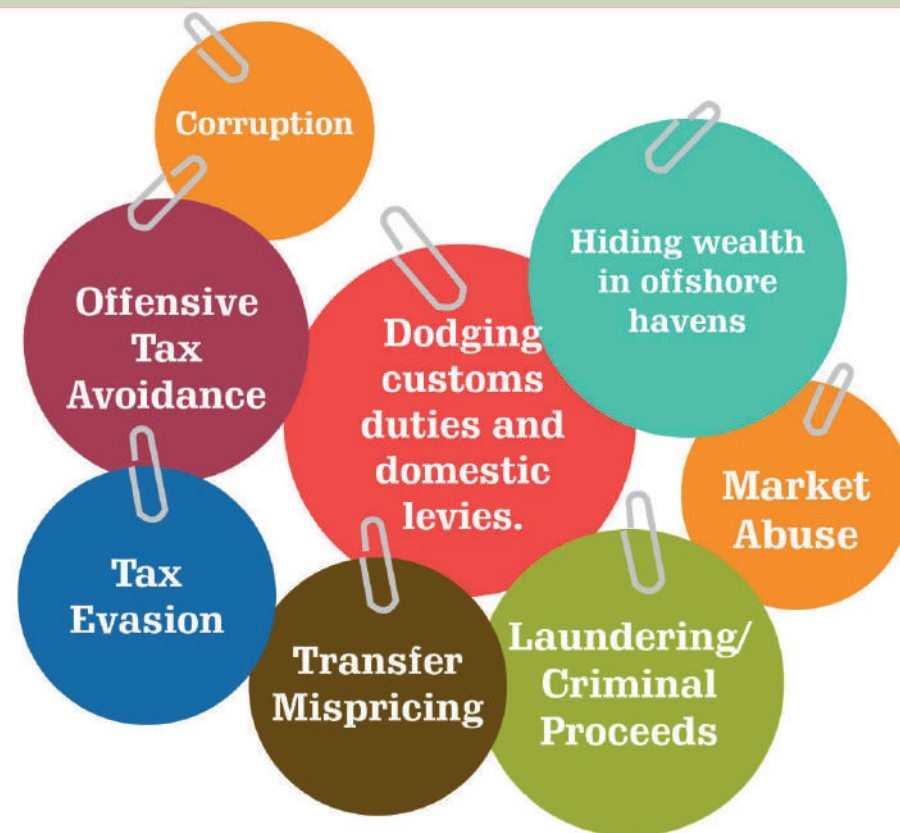 Corruption
Hiding wealth
in offshore
havens
Offensive
Tax
Avoidance
Dodging
customs
duties and
domestic
levies.
Market
Abuse
Tax
Evasion
Transfer
Mispricing
Laundering/
Criminal
Proceeds